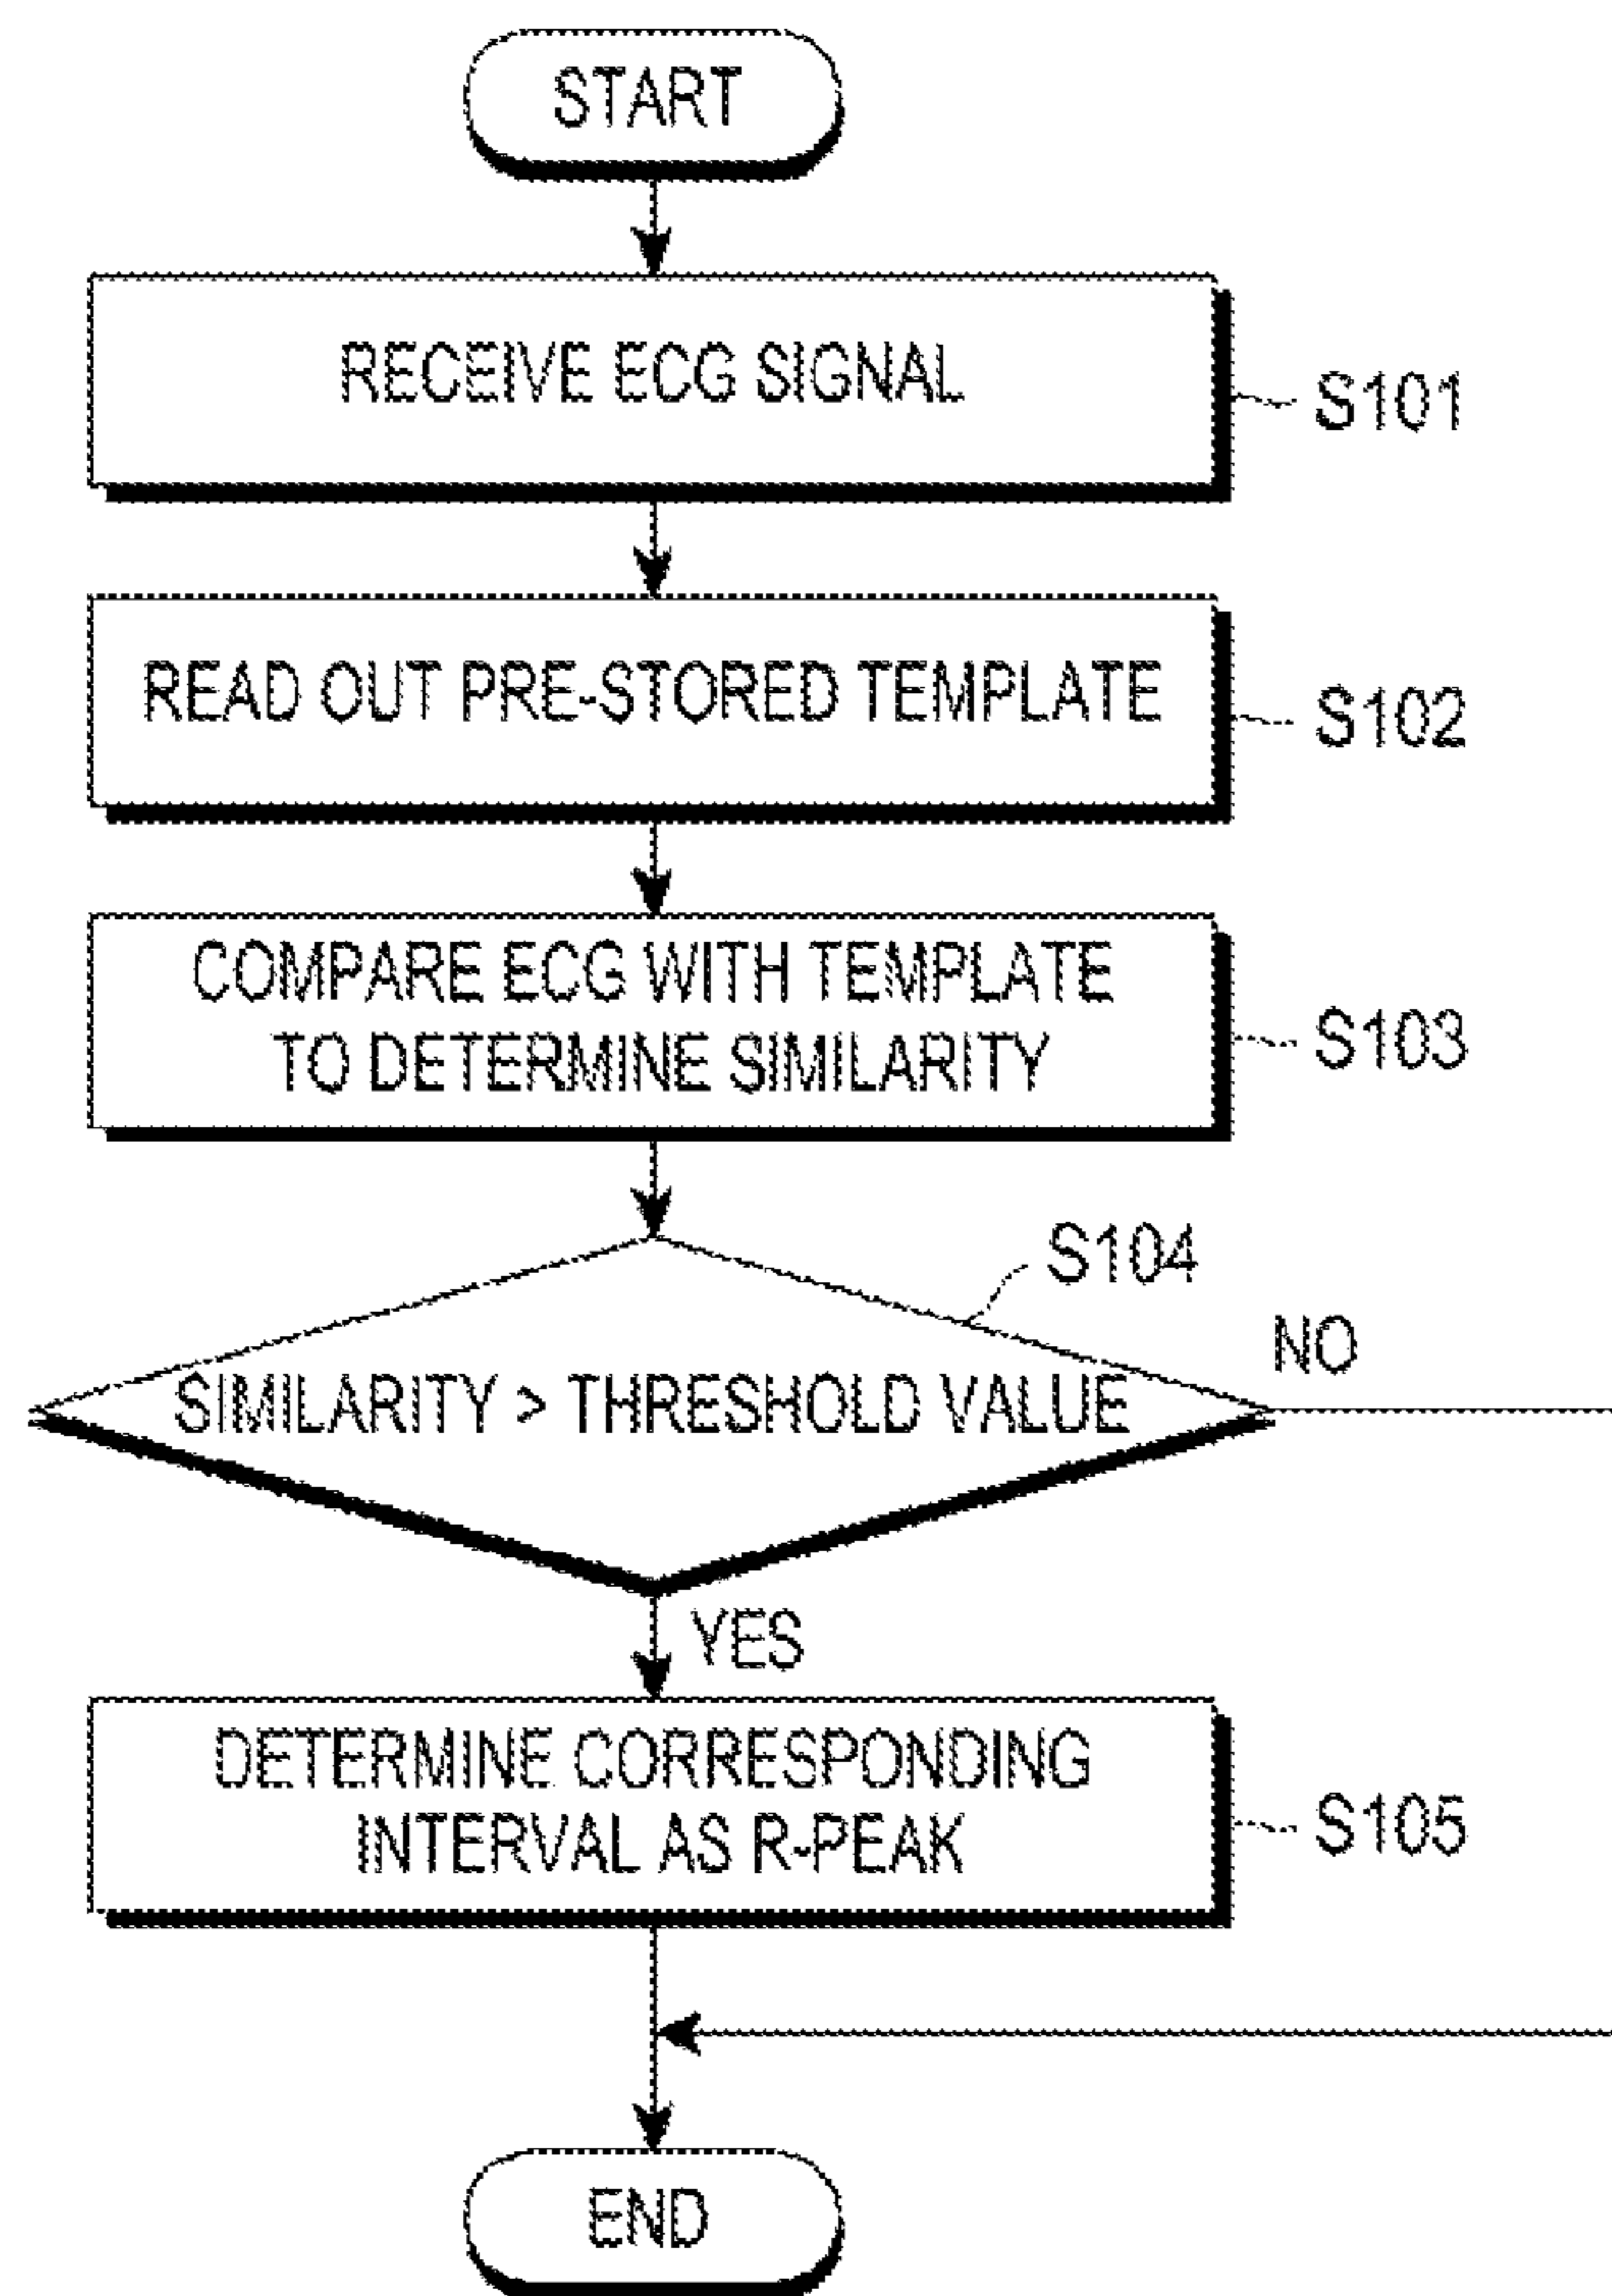 START
RECEIVE ECG SIGNAL
S101
READ OUT PRE-STORED TEMPLATE
S102
COMPARE ECG WITH TEMPLATE
TO DETERMINE SIMILARITY
S103
S104
NO
SIMILARITY > THRESHOLD VALUE
YES
DETERMINE CORRESPONDING
INTERVAL AS R-PEAK
S105
END